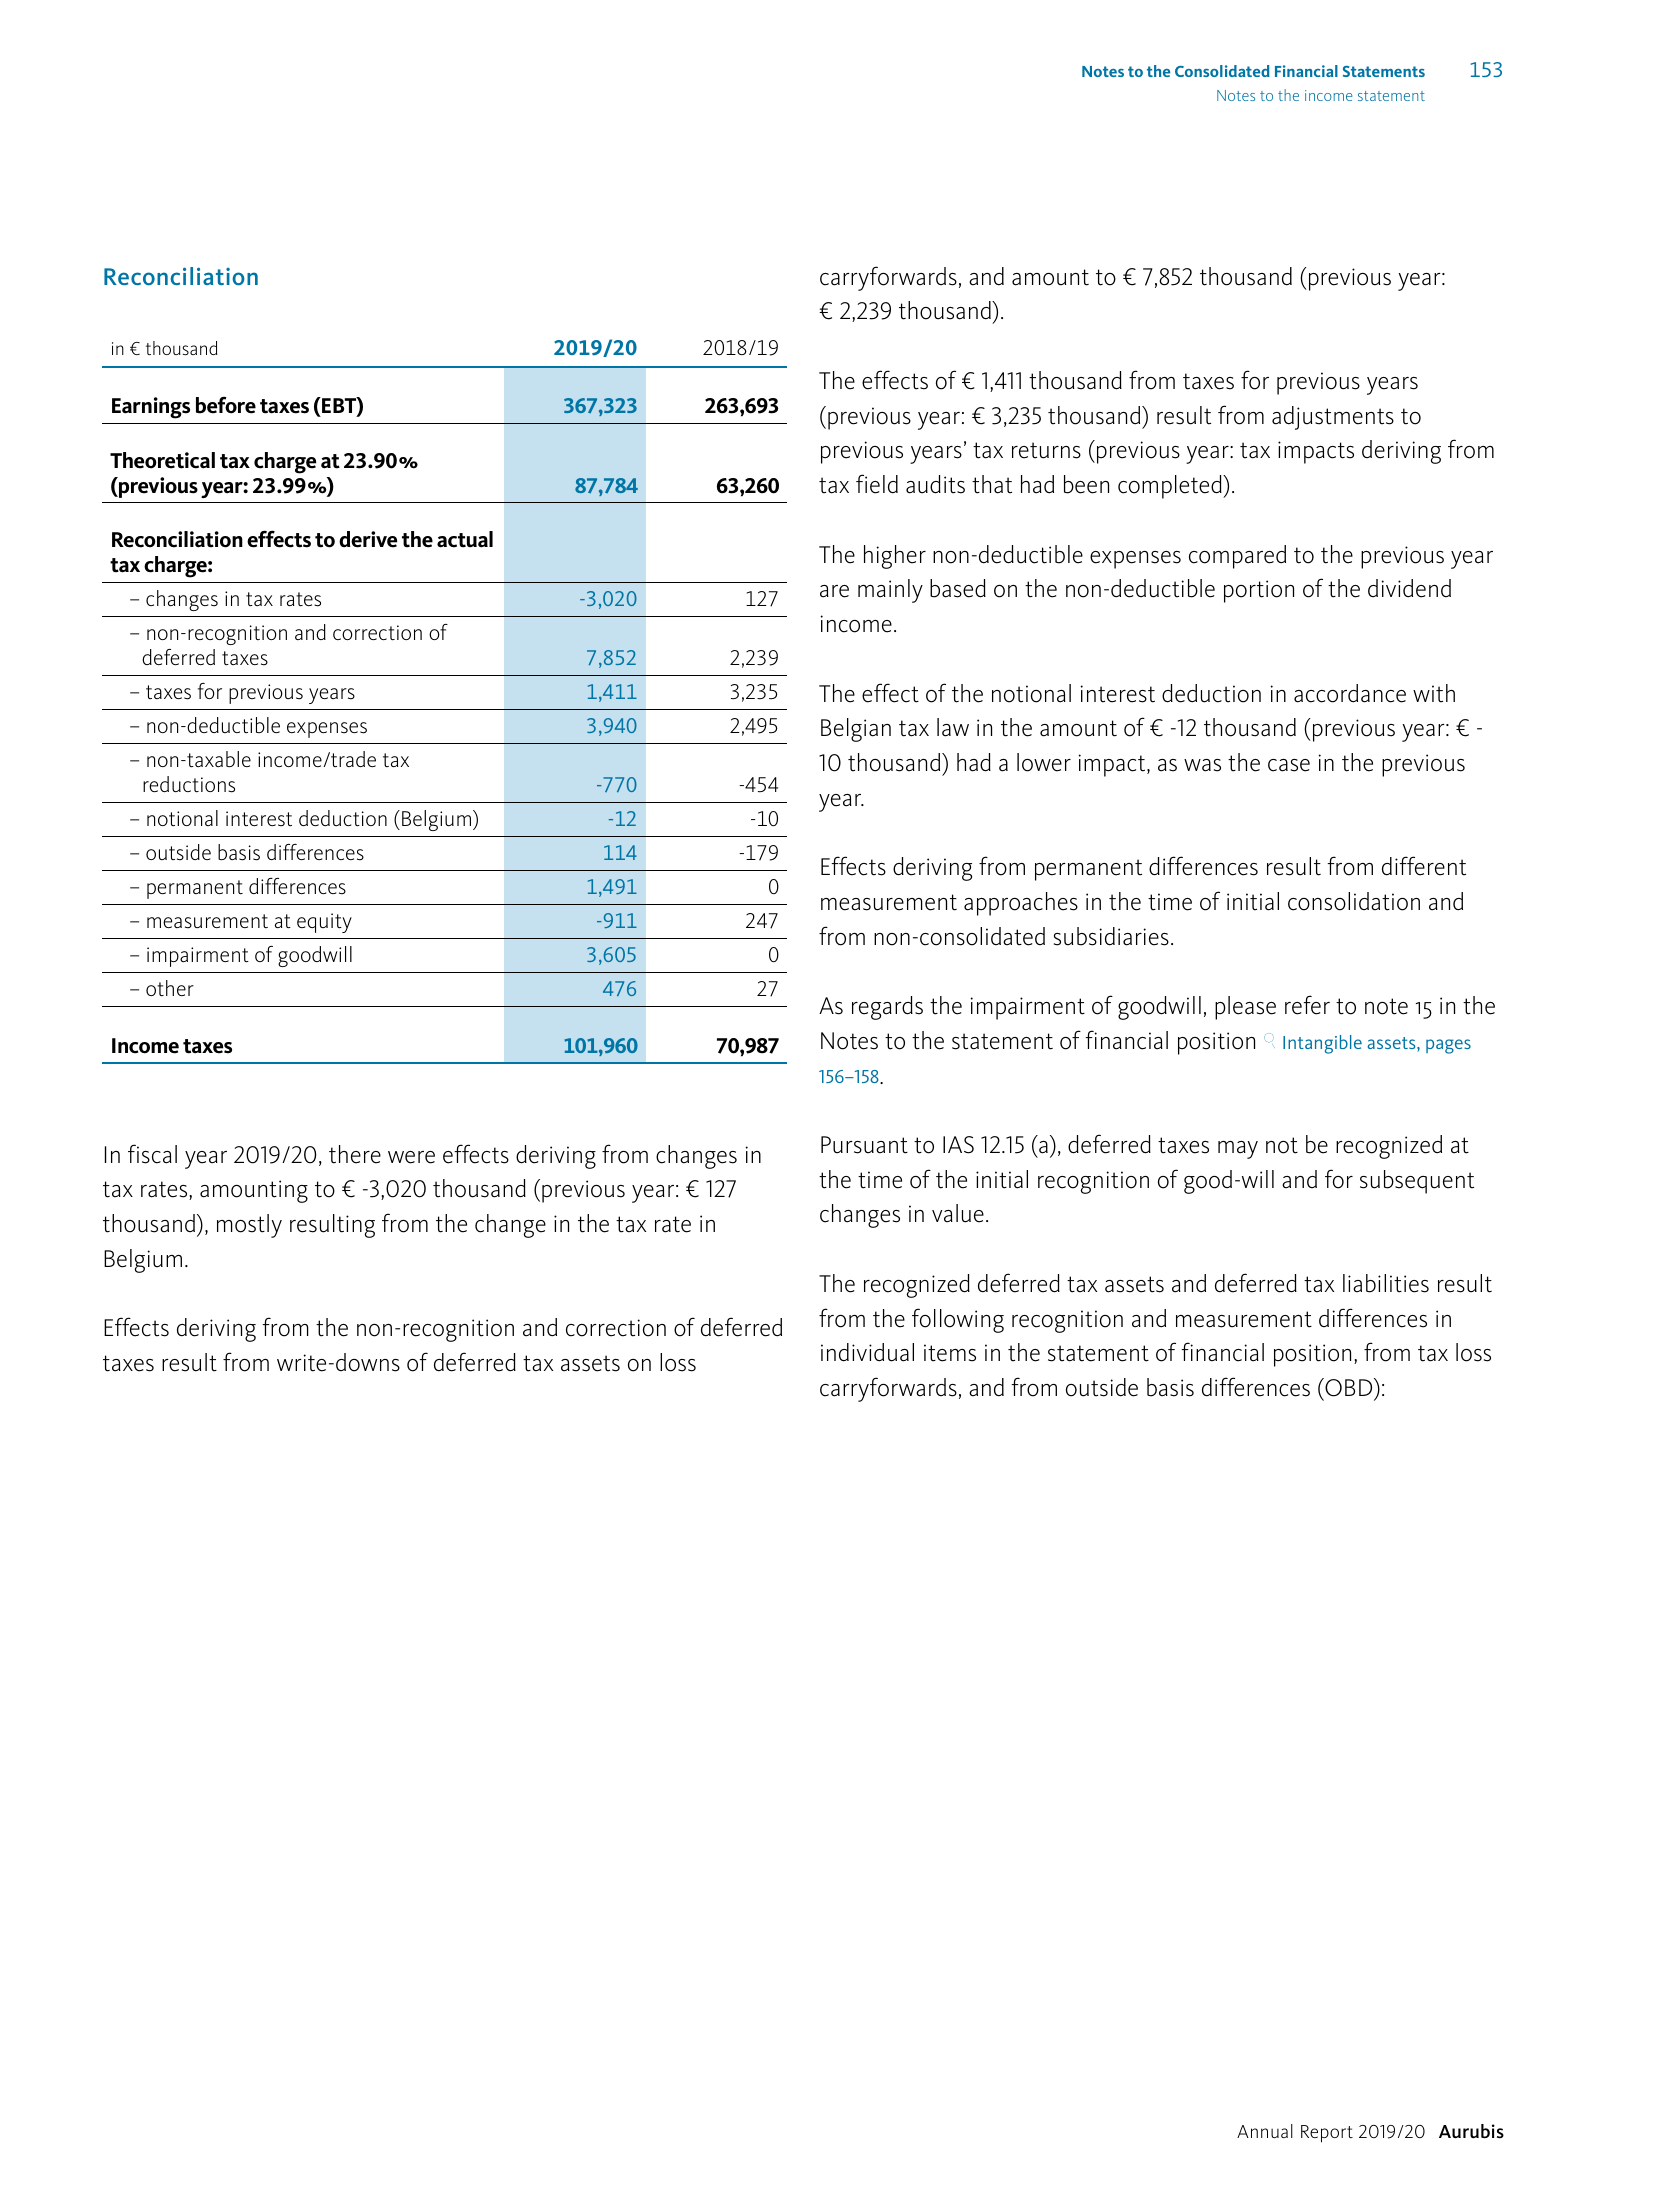 Notes to the Consolidated Financial Statements 153
Notes to the income statement
Reconciliation
in € thousand 2019/20 2018/19
Earnings before taxes (EBT) 367,323 263,693
Theoretical tax charge at 23.90%
(previous year: 23.99%) 87,784 63,260
Reconciliation effects to derive the actual
tax charge:
– changes in tax rates -3,020 127
– non-recognition and correction of
deferred taxes 7,852 2,239
– taxes for previous years 1,411 3,235
– non-deductible expenses 3,940 2,495
– non-taxable income/trade tax
reductions -770 -454
– notional interest deduction (Belgium) -12 -10
– outside basis differences 114 -179
– permanent differences 1,491 0
– measurement at equity -911 247
– impairment of goodwill 3,605 0
– other 476 27
Income taxes 101,960 70,987
In fiscal year 2019/20, there were effects deriving from changes in
tax rates, amounting to € -3,020 thousand (previous year: € 127
thousand), mostly resulting from the change in the tax rate in
Belgium.
Effects deriving from the non-recognition and correction of deferred
taxes result from write-downs of deferred tax assets on loss
carryforwards, and amount to € 7,852 thousand (previous year:
€ 2,239 thousand).
The effects of € 1,411 thousand from taxes for previous years
(previous year: € 3,235 thousand) result from adjustments to
previous years’ tax returns (previous year: tax impacts deriving from
tax field audits that had been completed).
The higher non-deductible expenses compared to the previous year
are mainly based on the non-deductible portion of the dividend
income.
The effect of the notional interest deduction in accordance with
Belgian tax law in the amount of € -12 thousand (previous year: € -
10 thousand) had a lower impact, as was the case in the previous
year.
Effects deriving from permanent differences result from different
measurement approaches in the time of initial consolidation and
from non-consolidated subsidiaries.
As regards the impairment of goodwill, please refer to note 15 in the
Notes to the statement of financial position Intangible assets, pages
156–158.
Pursuant to IAS 12.15 (a), deferred taxes may not be recognized at
the time of the initial recognition of good-will and for subsequent
changes in value.
The recognized deferred tax assets and deferred tax liabilities result
from the following recognition and measurement differences in
individual items in the statement of financial position, from tax loss
carryforwards, and from outside basis differences (OBD):
Annual Report 2019/20 Aurubis